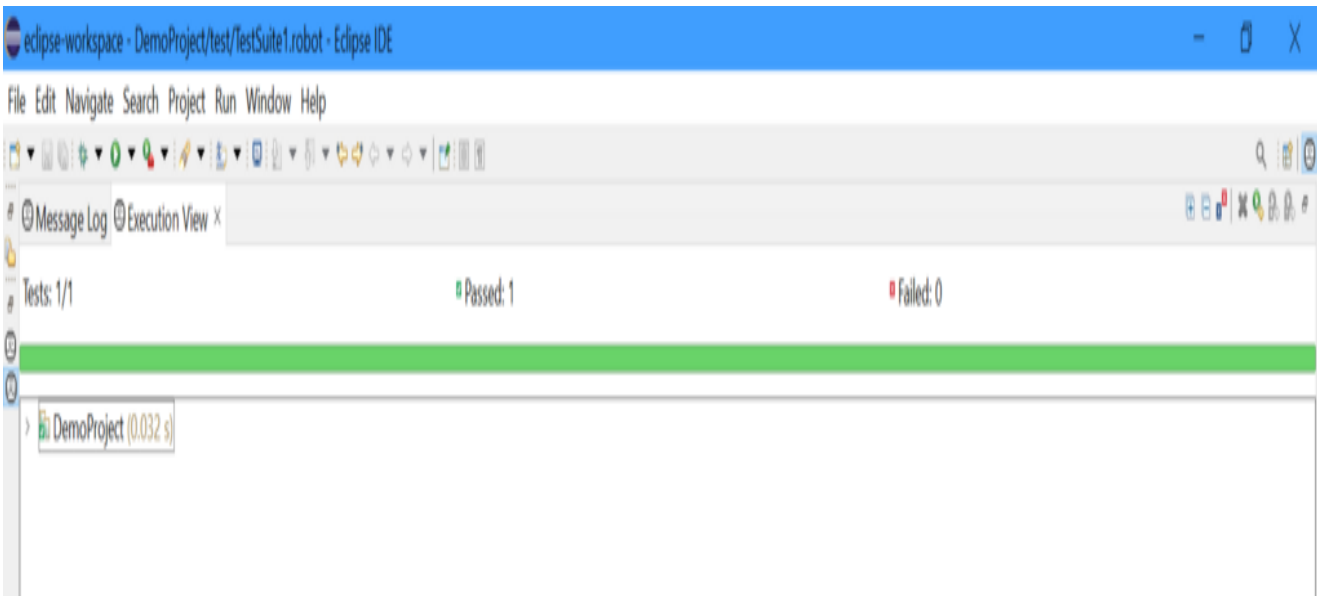 eclipse-workspace - DemoProject/test/TestSuite1.robot - Eclipse IDE
File Edit Navigate Search Project Run Window Help
Message Log Execution View
Tests: 1/1 Passed: 1 Failed: 0
DemoProject (0.032 s)